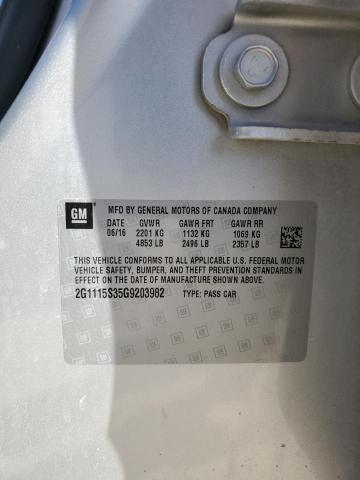 GM
MFD BY GENERAL MOTORS OF CANADA COMPANY
DATE GVWR GAWR FRT GAWR RR
06/16 2201 KG 1132 KG 1069 KG
4853 LB 2496 LB 2357 LB
THIS VEHICLE CONFORMS TO ALL APPLICABLE U.S. FEDERAL MOTOR
VEHICLE SAFETY, BUMPER, AND THEFT PREVENTION STANDARDS
IN EFFECT ON THE DATE OF MANUFACTURE SHOWN ABOVE.
2G1115S35G9203982 TYPE: PASS CAR